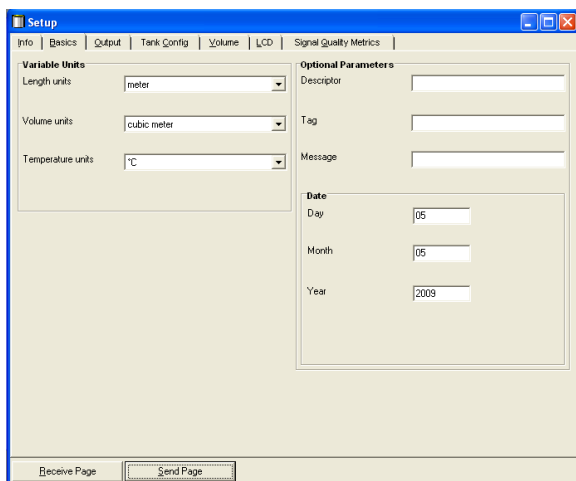 Setup
Info Basics Output Tank Config Volume LCD Signal Quality Metrics
Variable Units
Length units meter
Volume units cubic meter
Temperature units °C
Optional Parameters
Descriptor
Tag
Message
Date
Day 05
Month 05
Year 2009
Receive Page Send Page